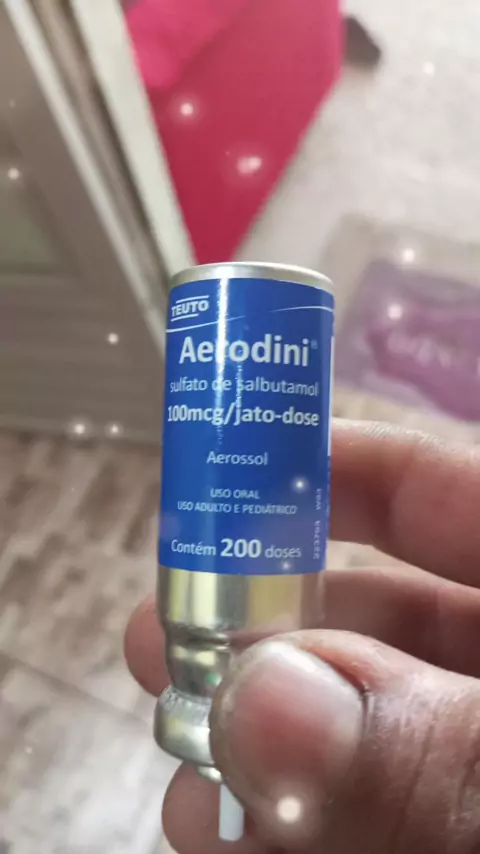 TEUTO
Aerodini®
sulfato de salbutamol
100mcg/jato-dose
Aerossol
USO ORAL
USO ADULTO E PEDIÁTRICO
Contém 200 doses